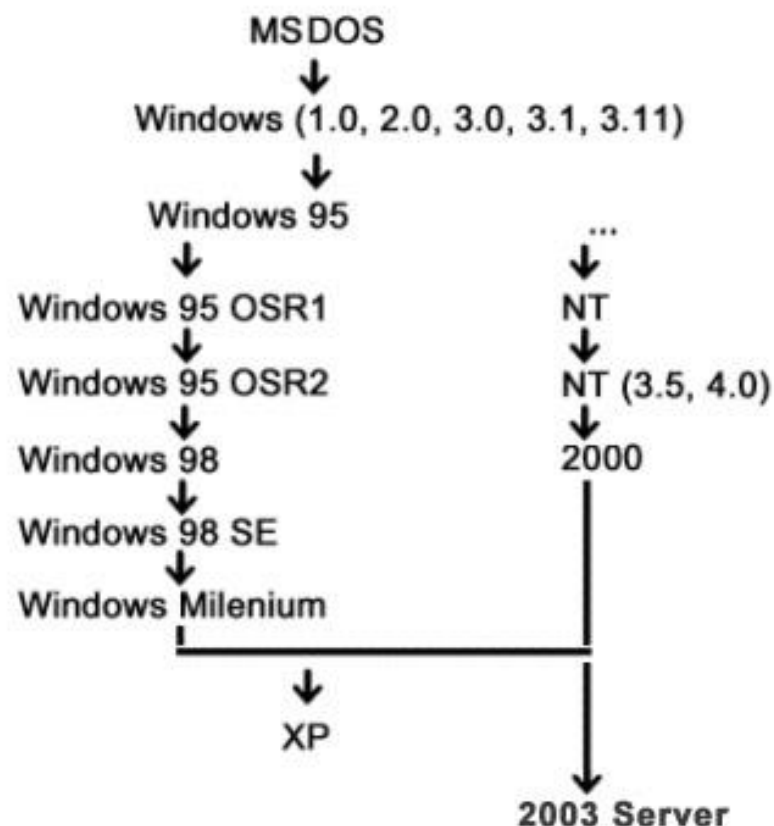 MSDOS
Windows (1.0, 2.0, 3.0, 3.1, 3.11)
Windows 95
...
Windows 95 OSR1
NT
Windows 95 OSR2
NT (3.5, 4.0)
Windows 98
2000
Windows 98 SE
Windows Milenium
XP
2003 Server